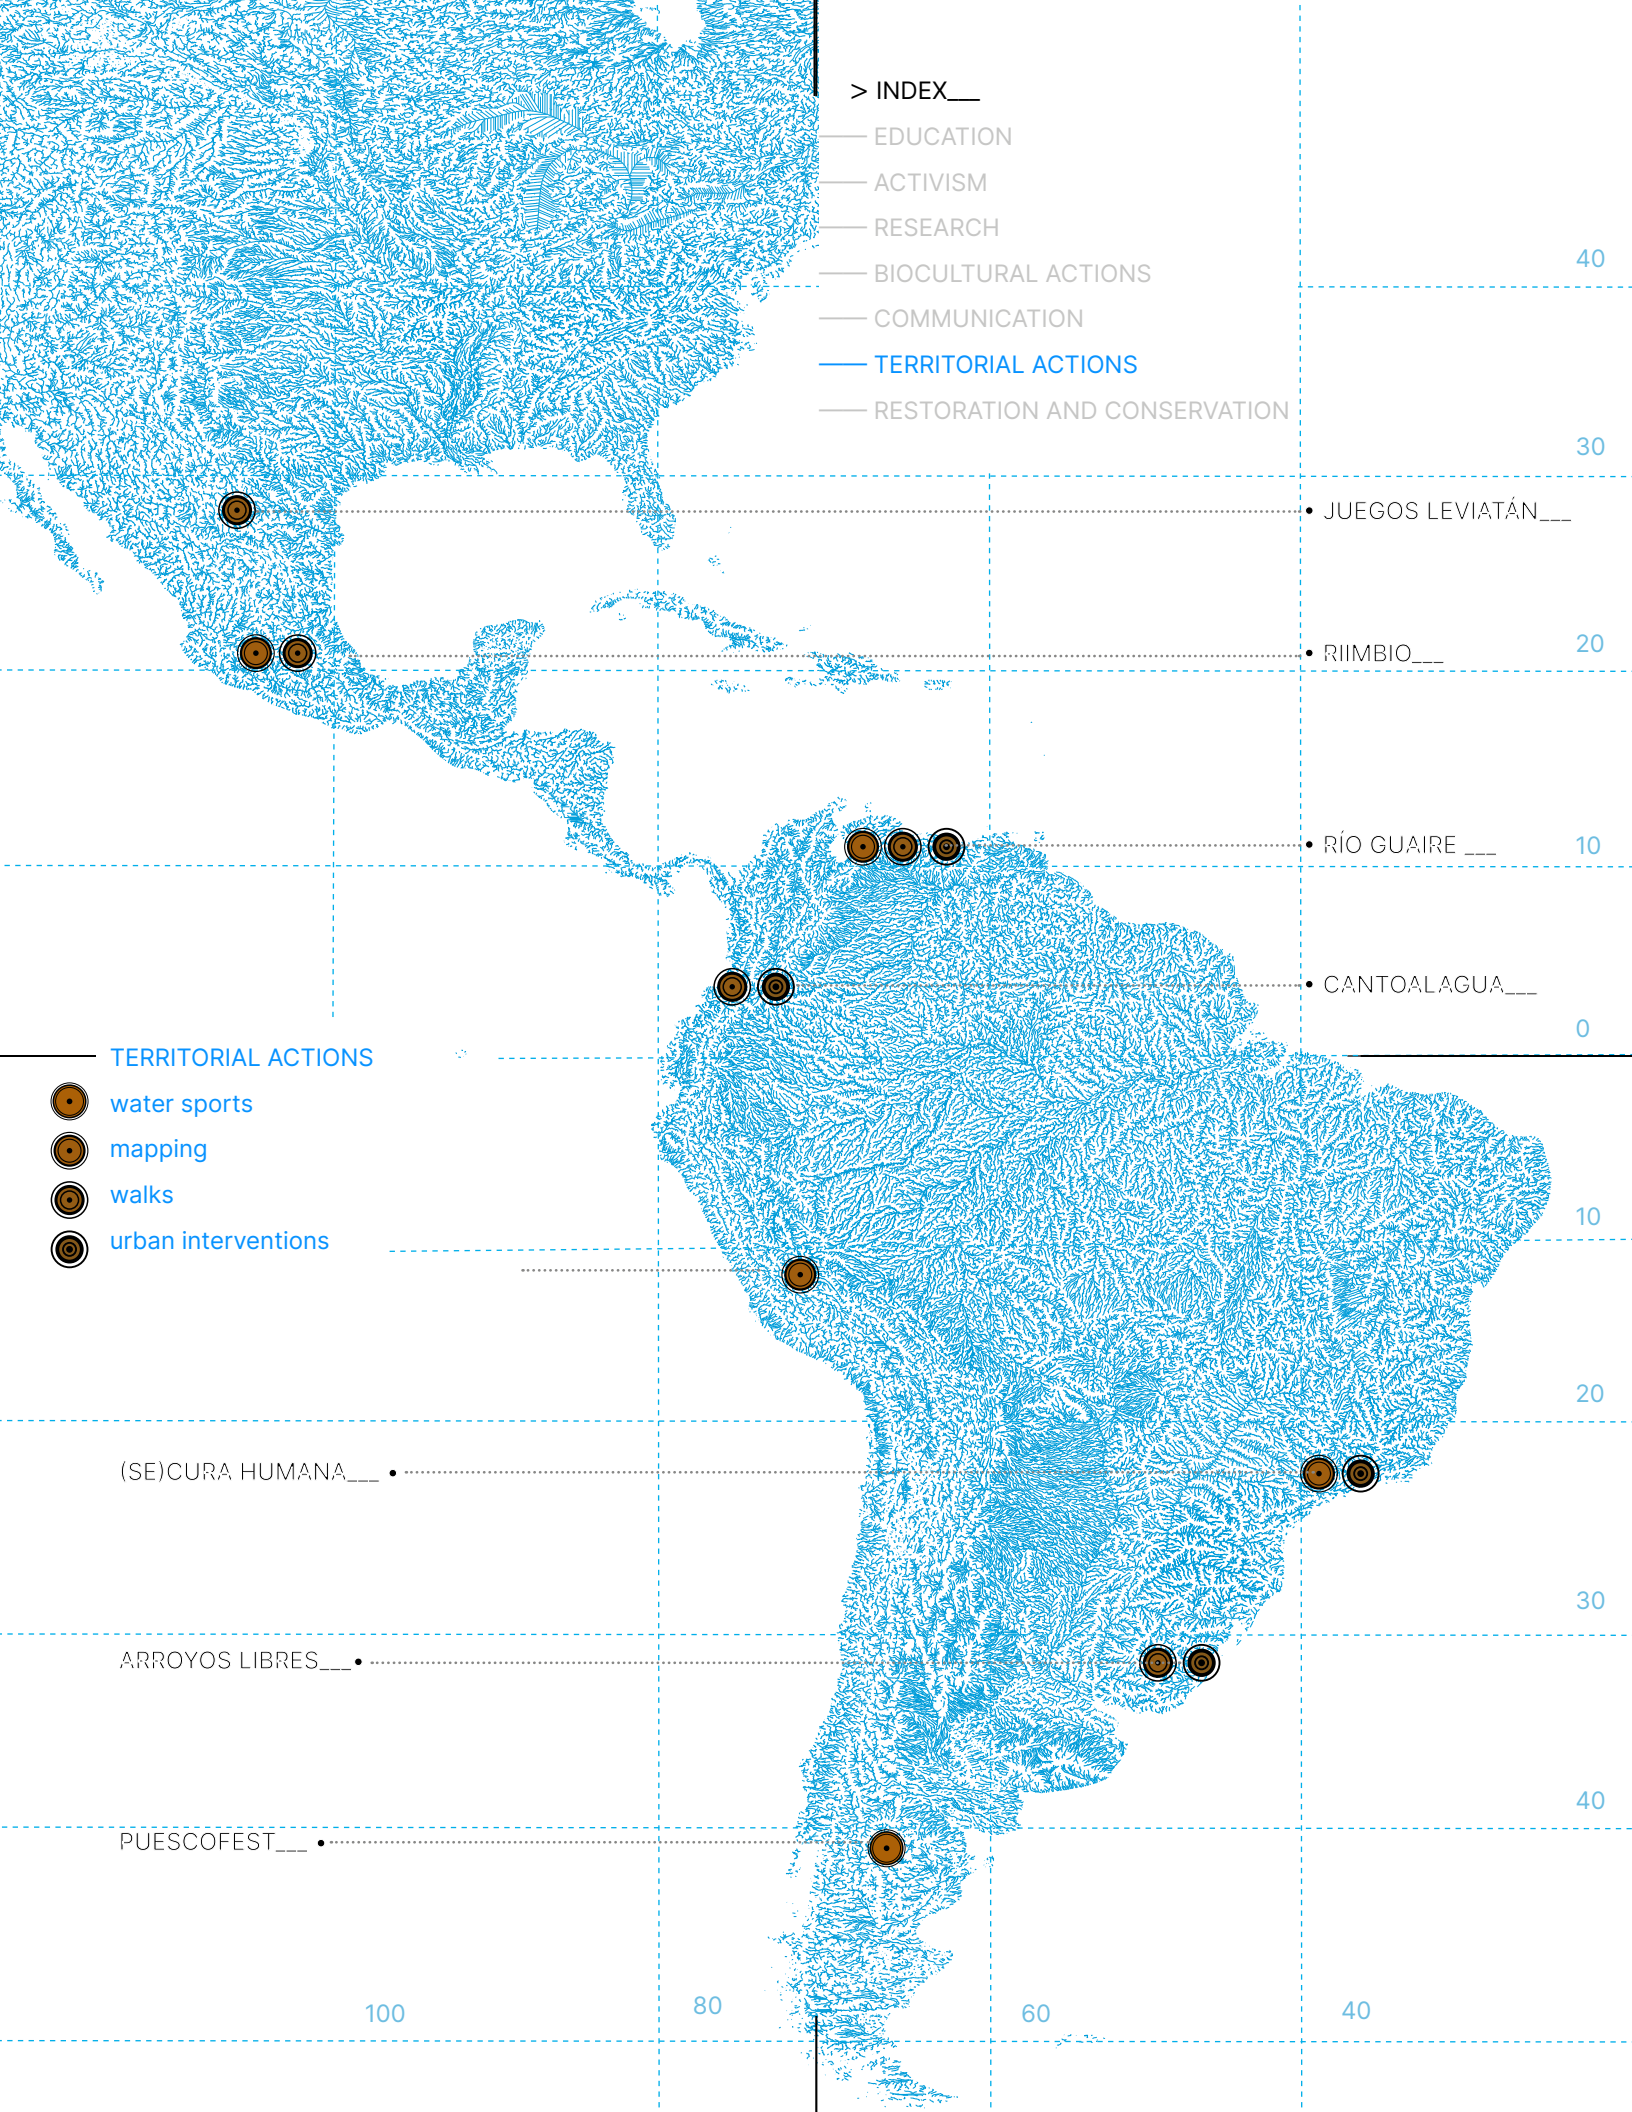 > INDEX___
EDUCATION
ACTIVISM
RESEARCH
BIOCULTURAL ACTIONS
COMMUNICATION
TERRITORIAL ACTIONS
RESTORATION AND CONSERVATION
40
30
JUEGOS LEVIATÁN___
20
RIIMBIO___
10
RÍO GUAIRE ___
CANTOALAGUA___
0
TERRITORIAL ACTIONS
water sports
mapping
walks
urban interventions
10
20
(SE)CURA HUMANA___
30
ARROYOS LIBRES___
40
PUESCOFEST___
100
80
60
40